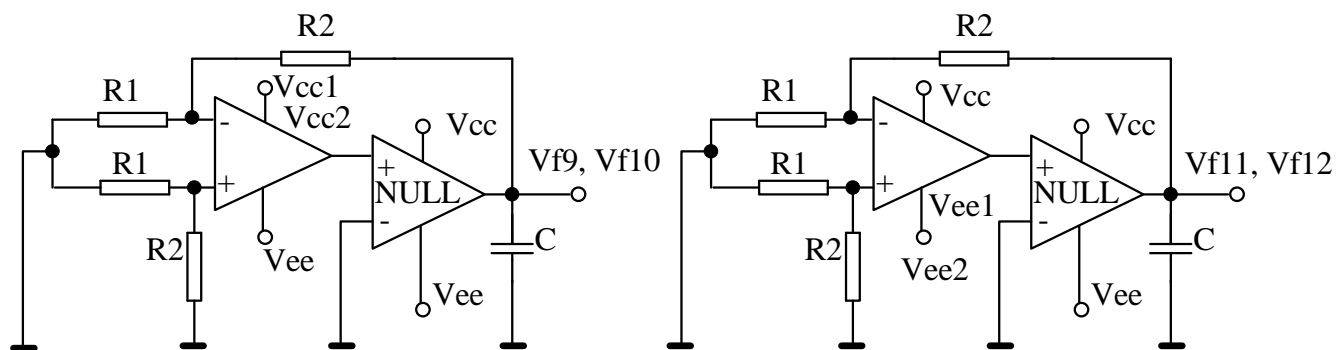 R2
Vcc1
R1
Vcc2
-
Vcc
R1
+
+
NULL
-
Vf9, Vf10
R2
Vee
C
Vee
R2
Vcc
R1
-
Vcc
R1
+
+
NULL
-
Vf11, Vf12
Vee1
R2
Vee2
C
Vee